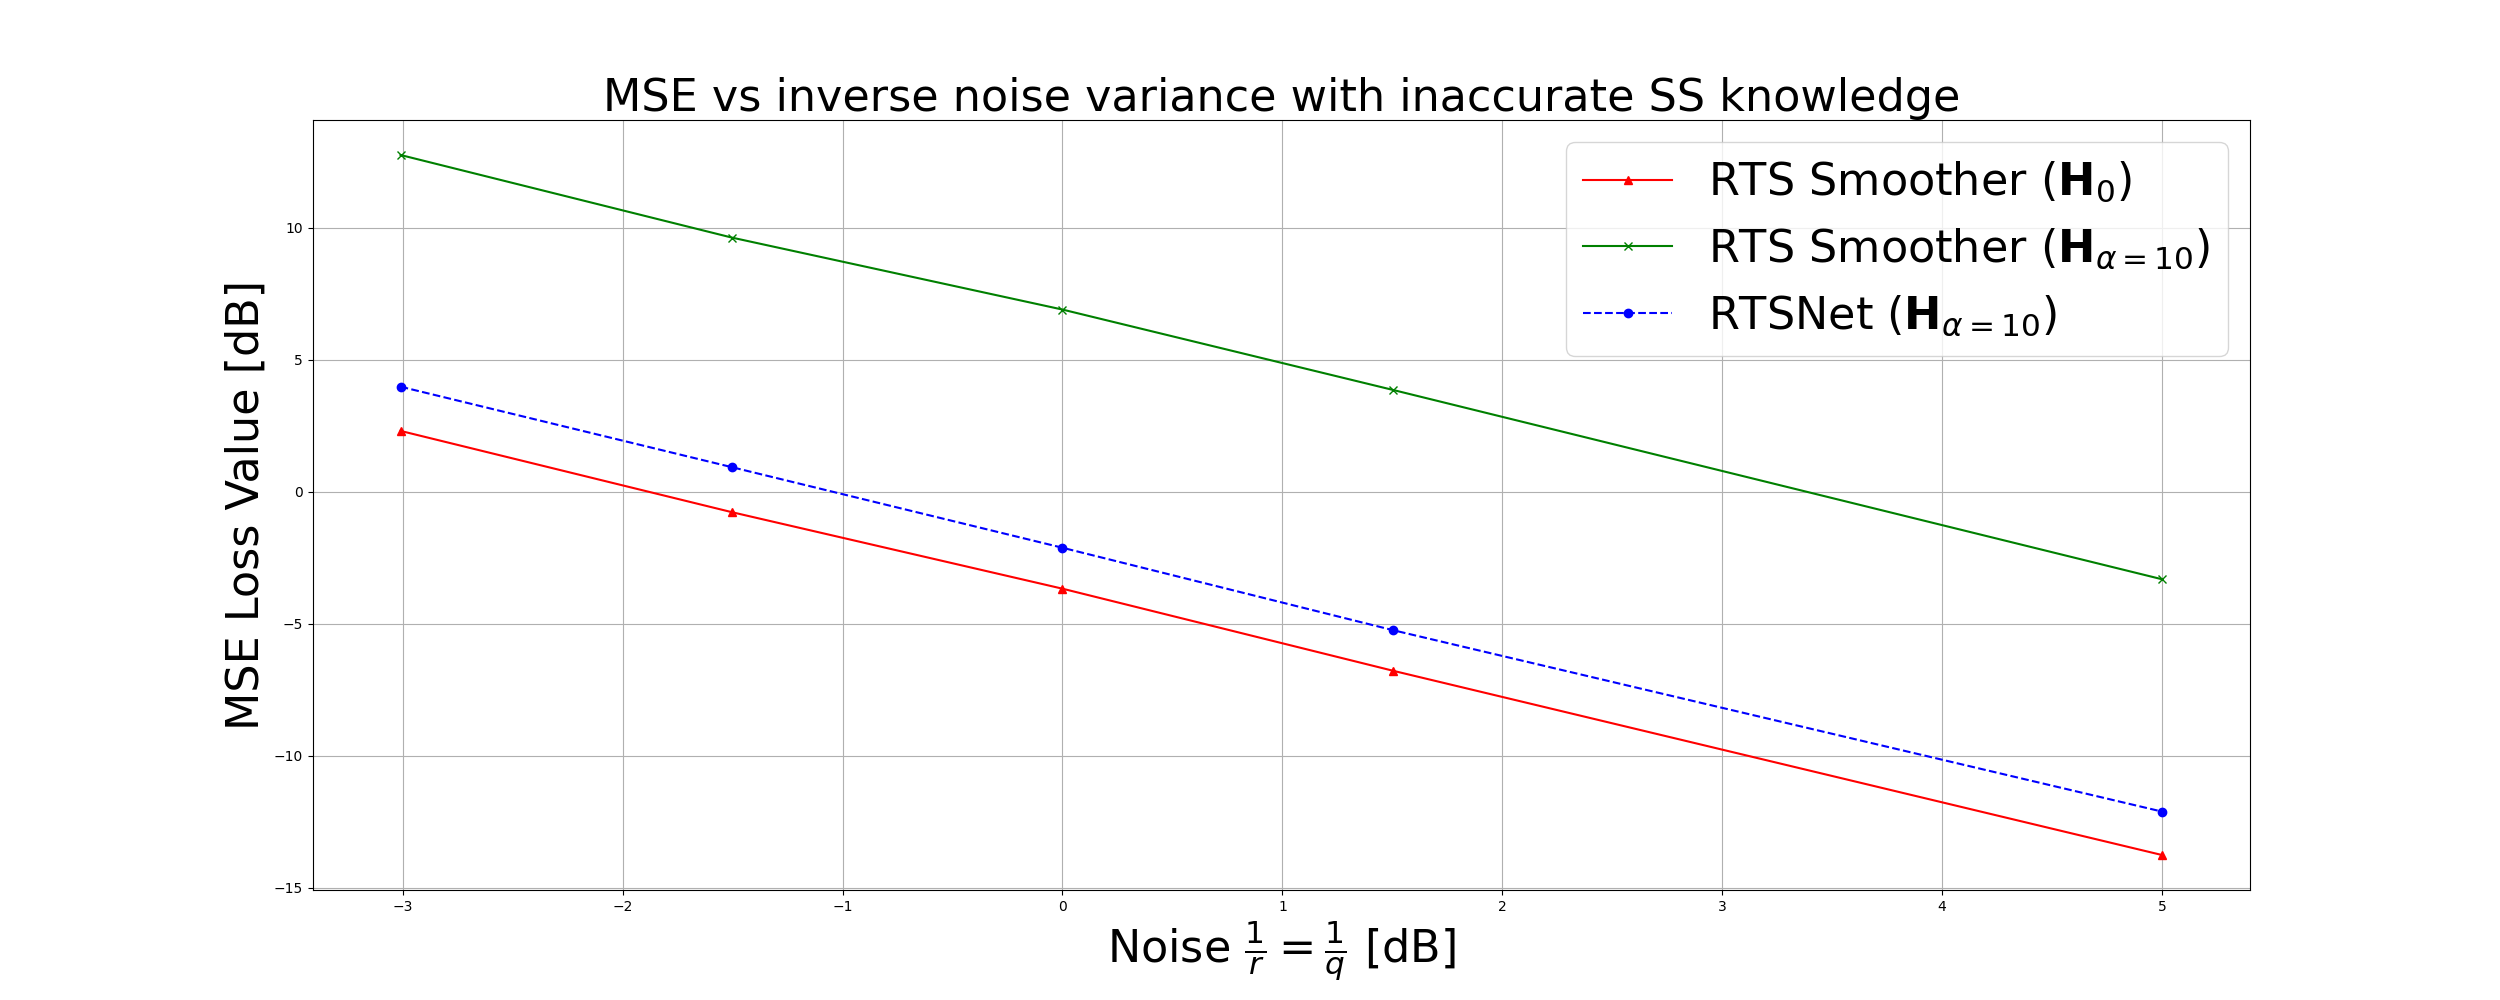 MSE vs inverse noise variance with inaccurate SS knowledge
RTS Smoother (H₀)
RTS Smoother (H_{α=10})
RTSNet (H_{α=10})
MSE Loss Value [dB]
10
5
0
−5
−10
−15
−3 −2 −1 0 1 2 3 4 5
Noise 1/r = 1/q [dB]